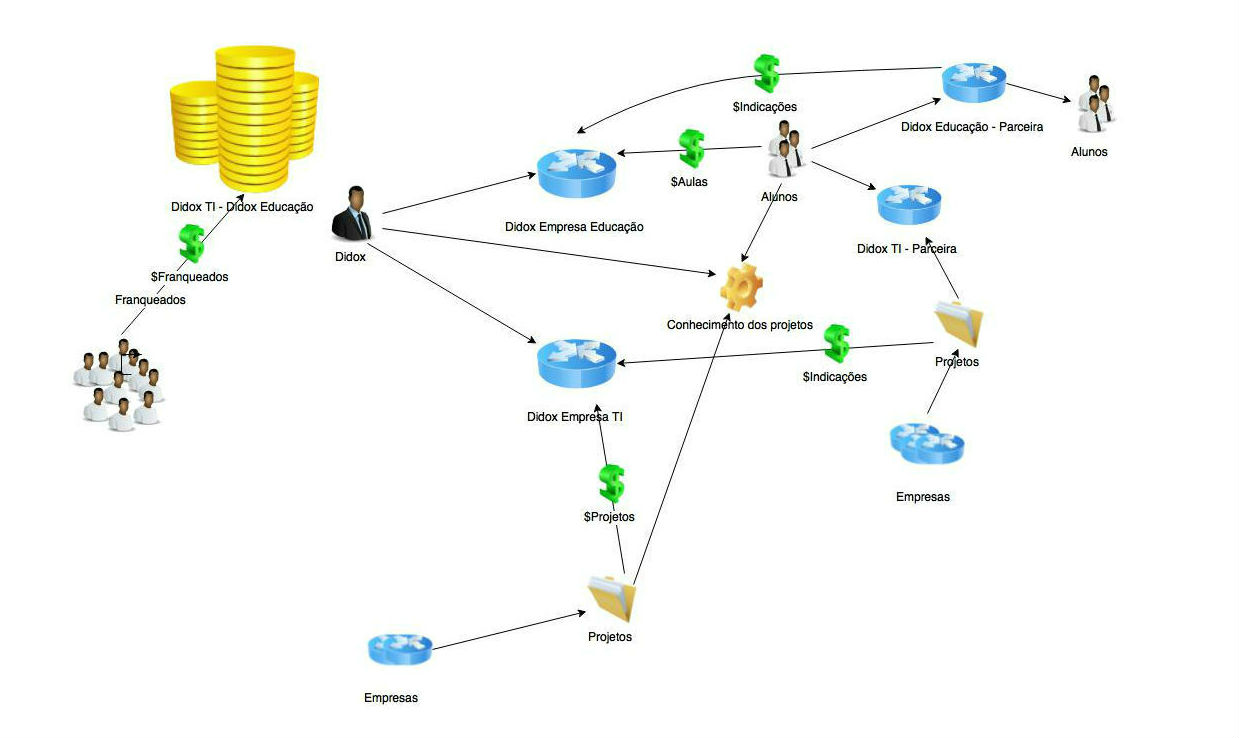 $Indicações
Didox Educação - Parceira
Alunos
$Aulas
Alunos
Didox TI - Didox Educação
Didox Empresa Educação
Didox TI - Parceira
Didox
$Franqueados
Franqueados
Conhecimento dos projetos
Projetos
$Indicações
Didox Empresa TI
Empresas
$Projetos
Projetos
Empresas